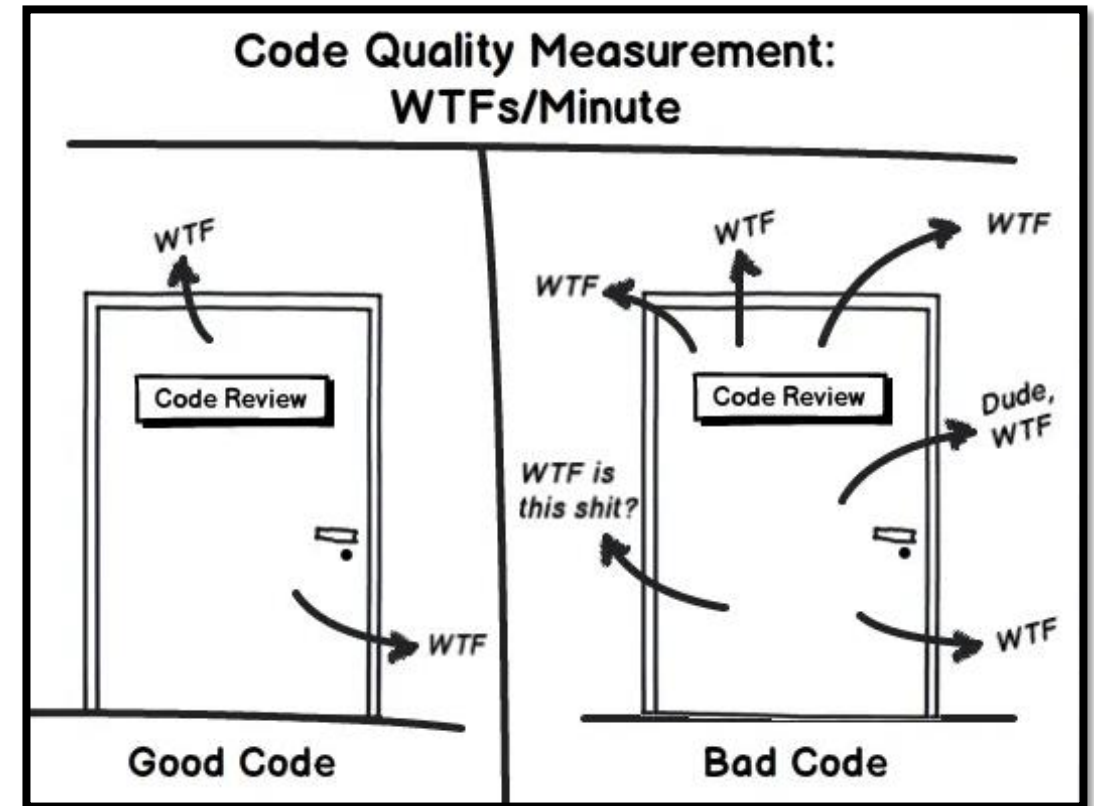 Code Quality Measurement:
WTFs/Minute
WTF
Code Review
WTF
Good Code
WTF
WTF
WTF
Code Review
Dude,
WTF
WTF is
this shit?
WTF
Bad Code